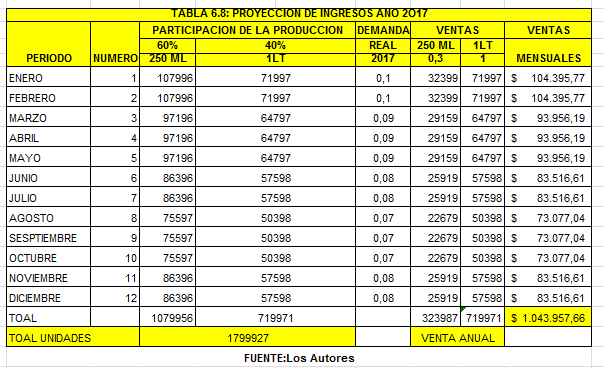 TABLA 6.8: PROYECCION DE INGRESOS AÑO 2O17
PARTICIPACION DE LA PRODUCCION DEMANDA VENTAS VENTAS
60% 40% REAL 250 ML 1LT
PERIODO NUMERO 250 ML 1LT 2017 0,3 1 MENSUALES
ENERO 1 107996 71997 0,1 32399 71997 $ 104.395,77
FEBRERO 2 107996 71997 0,1 32399 71997 $ 104.395,77
MARZO 3 97196 64797 0,09 29159 64797 $ 93.956,19
ABRIL 4 97196 64797 0,09 29159 64797 $ 93.956,19
MAYO 5 97196 64797 0,09 29159 64797 $ 93.956,19
JUNIO 6 86396 57598 0,08 25919 57598 $ 83.516,61
JULIO 7 86396 57598 0,08 25919 57598 $ 83.516,61
AGOSTO 8 75597 50398 0,07 22679 50398 $ 73.077,04
SESPTIEMBRE 9 75597 50398 0,07 22679 50398 $ 73.077,04
OCTUBRE 10 75597 50398 0,07 22679 50398 $ 73.077,04
NOVIEMBRE 11 86396 57598 0,08 25919 57598 $ 83.516,61
DICIEMBRE 12 86396 57598 0,08 25919 57598 $ 83.516,61
TOAL 1079956 719971 323987 719971 $ 1.043.957,66
TOAL UNIDADES 1799927 VENTA ANUAL
FUENTE:Los Autores